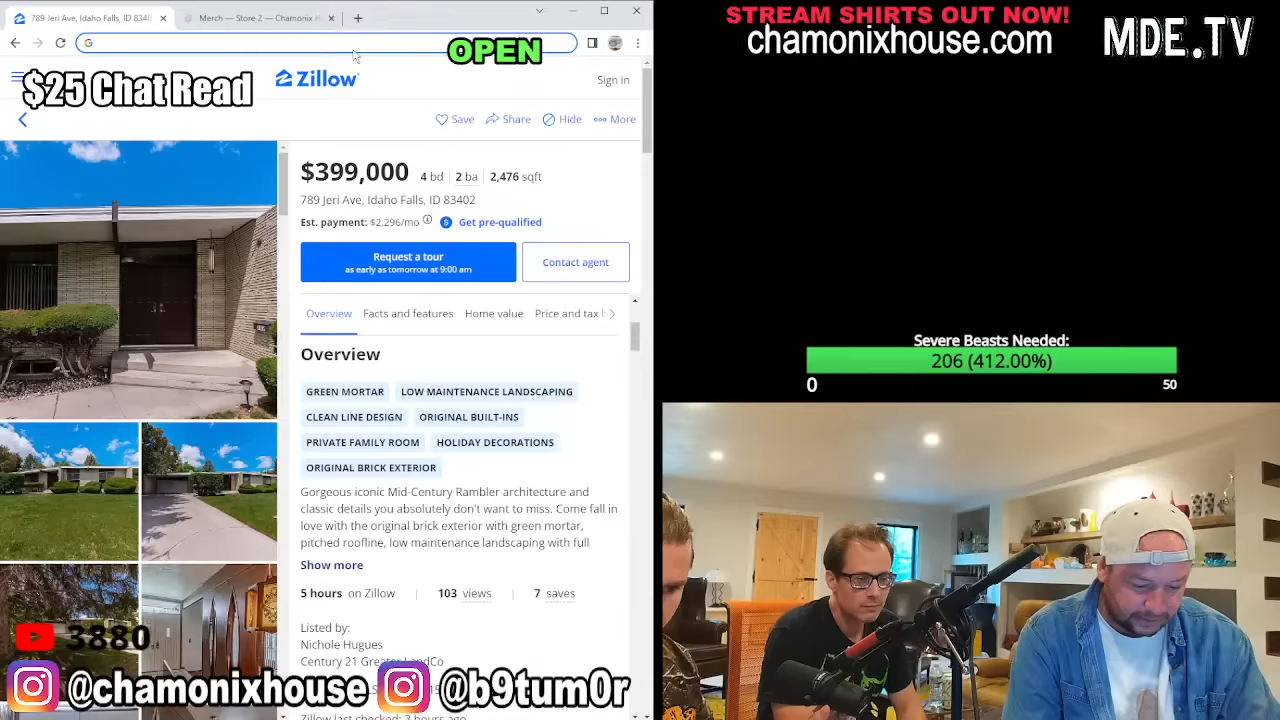 789 Jeri Ave, Idaho Falls, ID 8340
Merch — Store 2 — Chamonix H
OPEN
$25 Chat Read
Zillow
Sign in
Save
Share
Hide
More
$399,000
4 bd
2 ba
2,476 sqft
789 Jeri Ave, Idaho Falls, ID 83402
Est. payment: $2,296/mo
$
Get pre-qualified
Request a tour
as early as tomorrow at 9:00 am
Contact agent
Overview
Facts and features
Home value
Price and tax
Overview
GREEN MORTAR
LOW MAINTENANCE LANDSCAPING
CLEAN LINE DESIGN
ORIGINAL BUILT-INS
PRIVATE FAMILY ROOM
HOLIDAY DECORATIONS
ORIGINAL BRICK EXTERIOR
Gorgeous iconic Mid-Century Rambler architecture and
classic details you absolutely don't want to miss. Come fall in
love with the original brick exterior with green mortar,
pitched roofline, low maintenance landscaping with full
Show more
5 hours on Zillow
103 views
7 saves
Listed by:
Nichole Hugues
Century 21 Greater LandCo
Zillow last checked: 3 hours ago
3880
@chamonixhouse
@b9tum0r
STREAM SHIRTS OUT NOW!
chamonixhouse.com
MDE.TV
Severe Beasts Needed:
206 (412.00%)
0
50